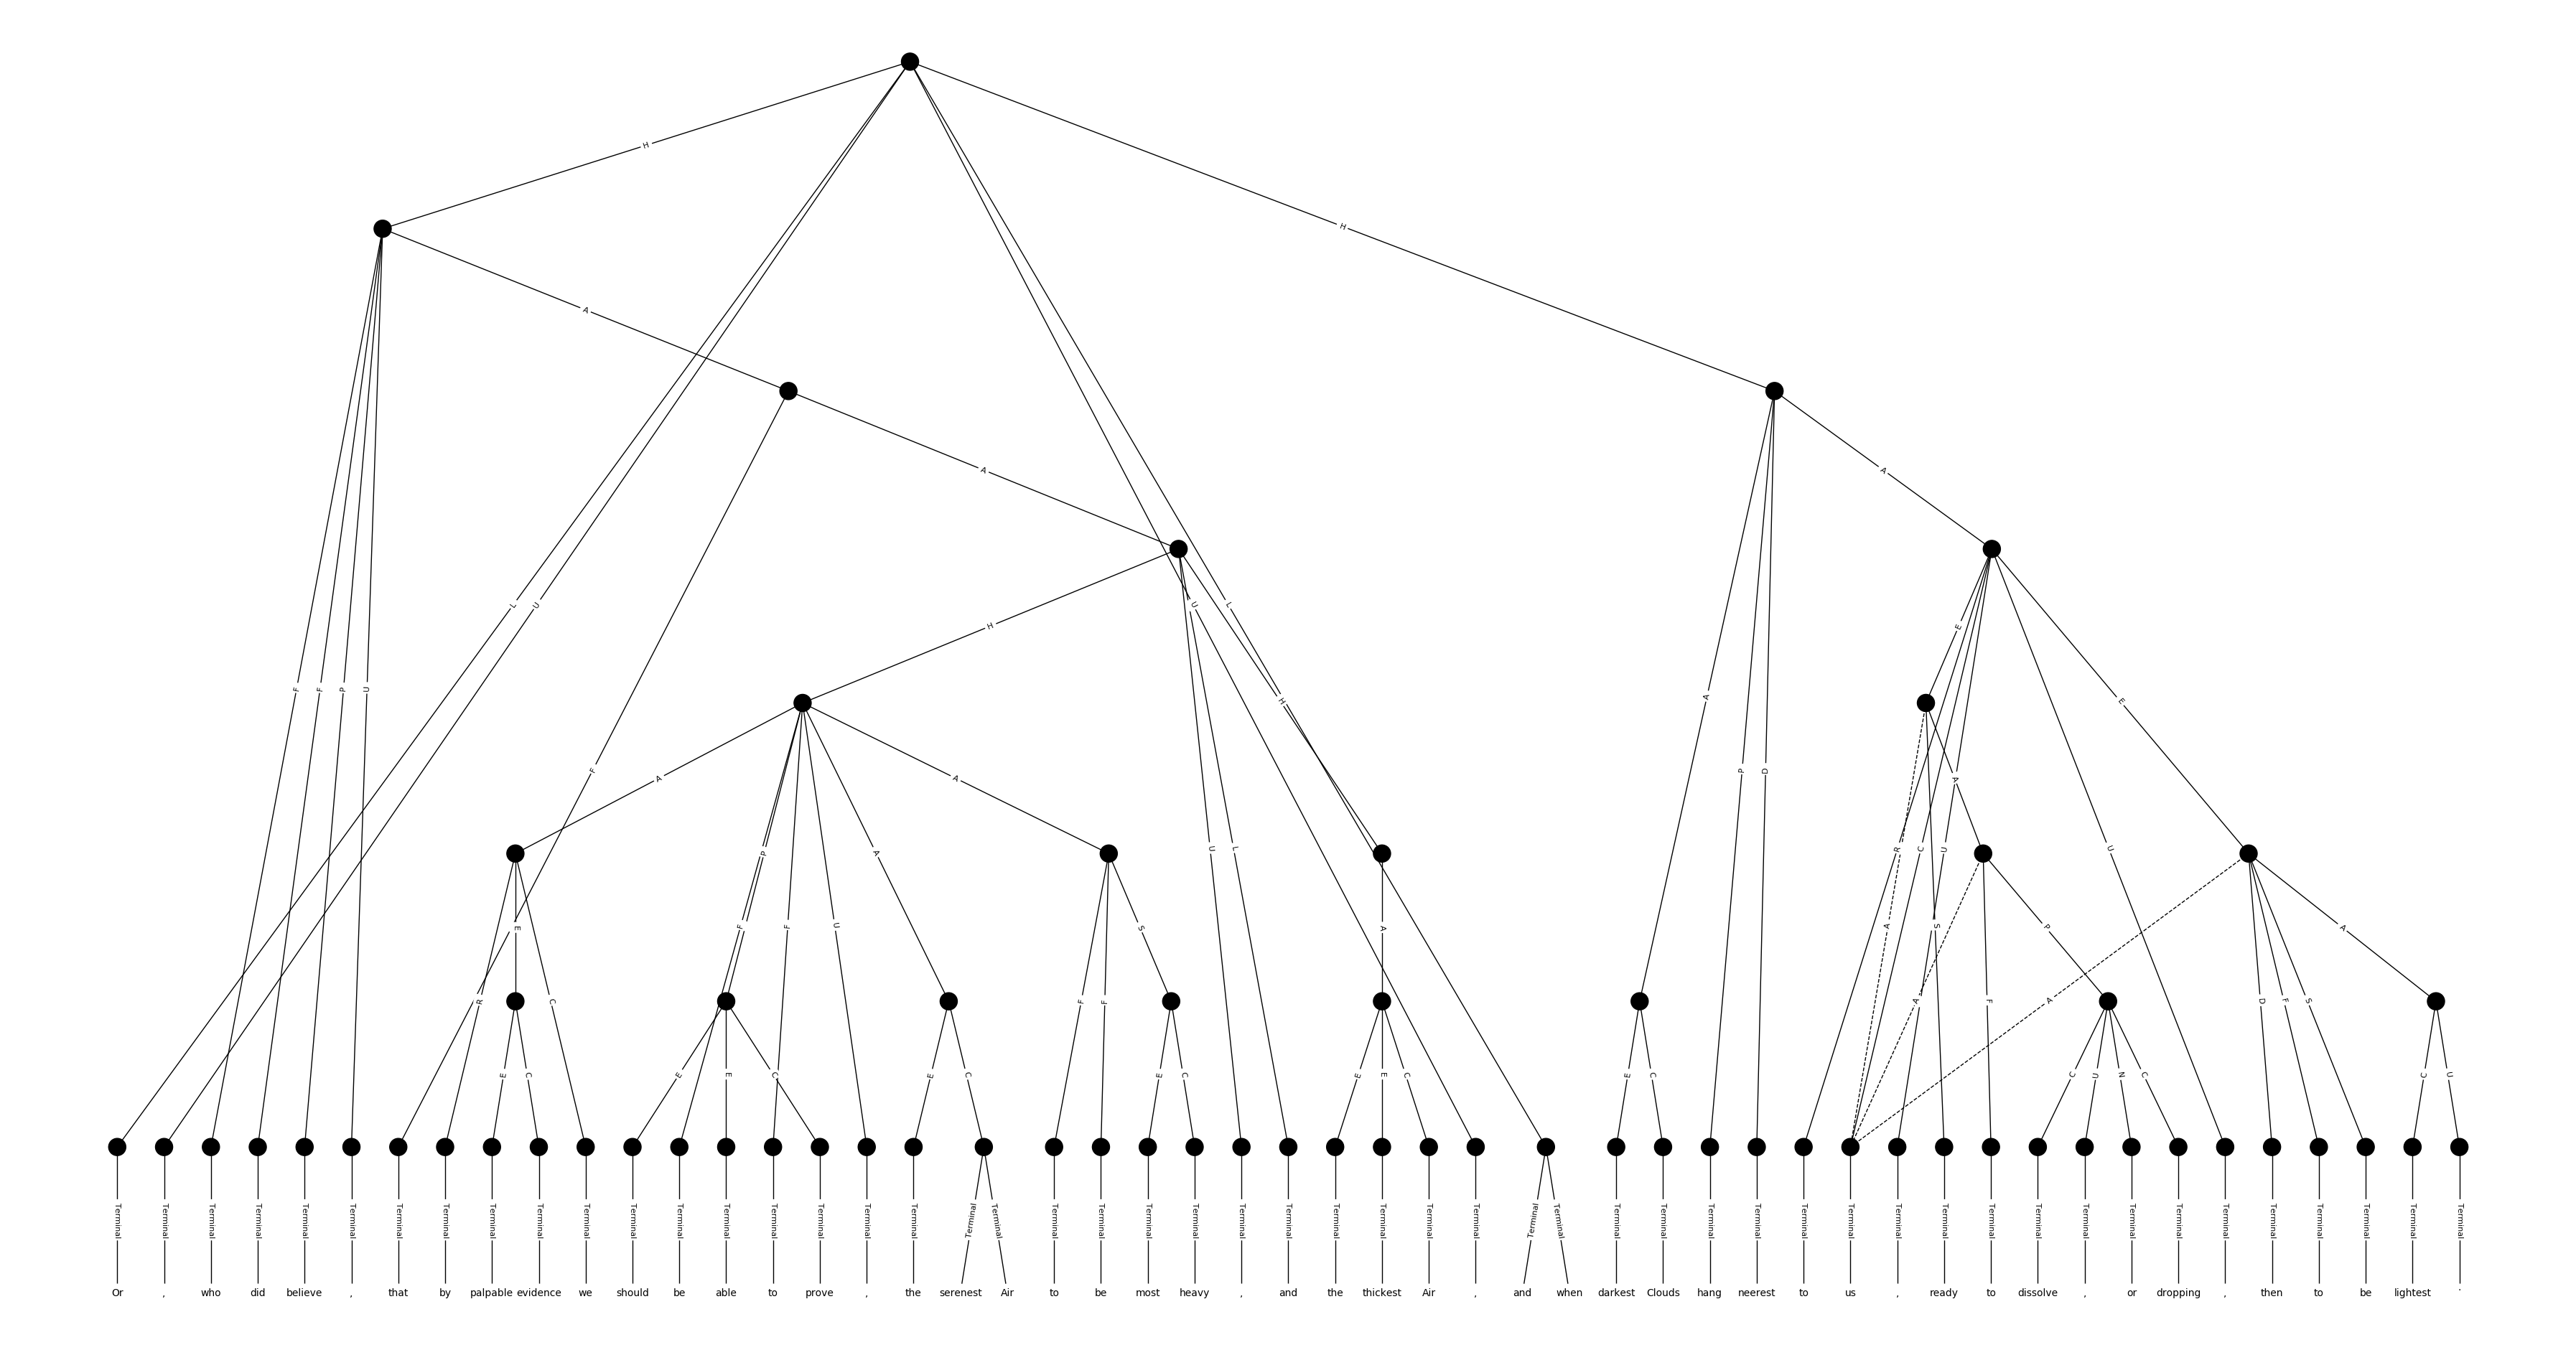 H
H
A
A
A
L U U L
E
H
F F P U A P D
H E
F A A A R C U A U
P A U L
E F F U S A A S P A
R C F F A F A D F S
E C E E C E C E C E E C E C C U N C C U
Terminal Terminal Terminal Terminal Terminal Terminal Terminal Terminal Terminal Terminal Terminal Terminal Terminal Terminal Terminal Terminal Terminal Terminal Terminal Terminal Terminal Terminal Terminal Terminal Terminal Terminal Terminal Terminal Terminal Terminal Terminal Terminal Terminal Terminal Terminal Terminal Terminal Terminal Terminal Terminal Terminal Terminal Terminal Terminal Terminal Terminal Terminal Terminal Terminal Terminal Terminal
Or , who did believe , that by palpable evidence we should be able to prove , the serenest Air to be most heavy , and the thickest Air , and when darkest Clouds hang neerest to us , ready to dissolve , or dropping , then to be lightest .